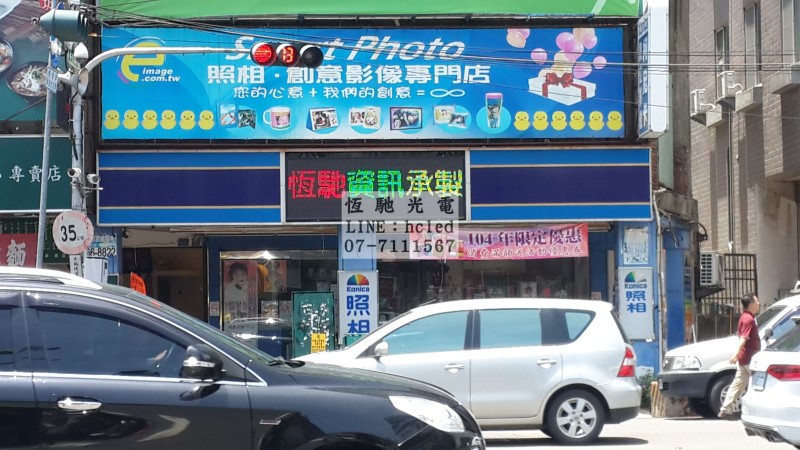 Smart Photo
e
image
.com.tw
照相・創意影像專門店
您的心意＋我們的創意＝∞
專賣店
恆馳資訊承製
恆馳光電
LINE：hcled
07-7111567
35
104年限定優惠
Konica
照相
Konica
照相
麵